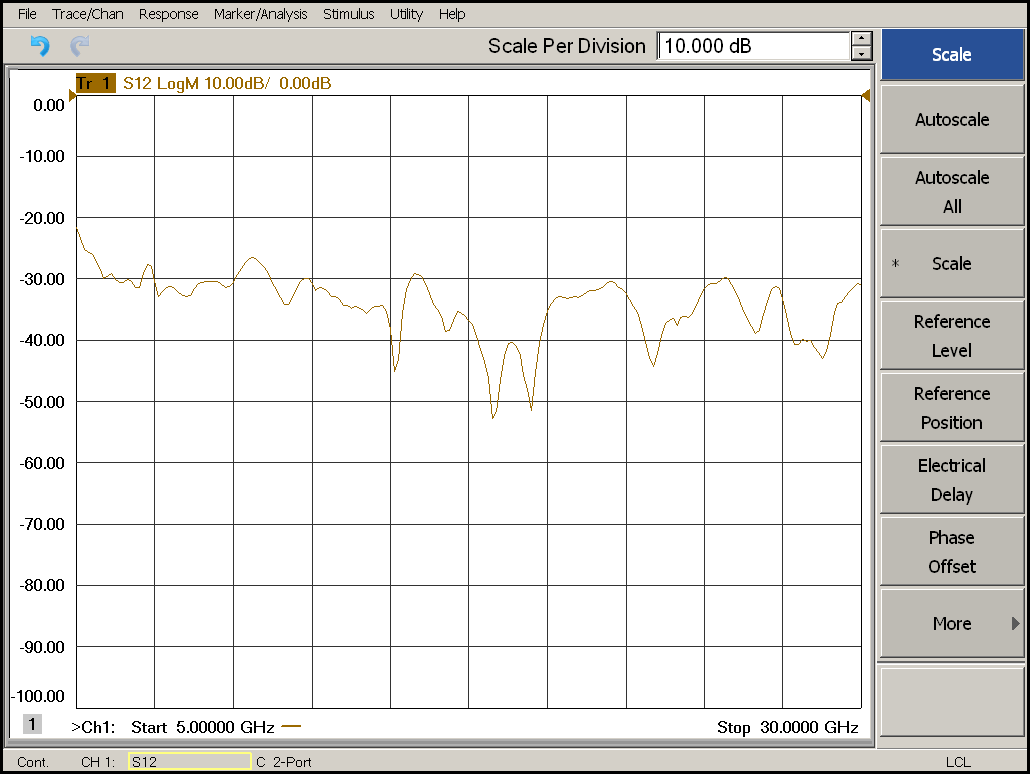 File Trace/Chan Response Marker/Analysis Stimulus Utility Help
Scale Per Division 10.000 dB
Tr 1 S12 LogM 10.00dB/ 0.00dB
0.00
-10.00
-20.00
-30.00
-40.00
-50.00
-60.00
-70.00
-80.00
-90.00
-100.00
1 >Ch1: Start 5.00000 GHz Stop 30.0000 GHz
Scale
Autoscale
Autoscale
All
* Scale
Reference
Level
Reference
Position
Electrical
Delay
Phase
Offset
More
Cont. CH 1: S12 C 2-Port LCL